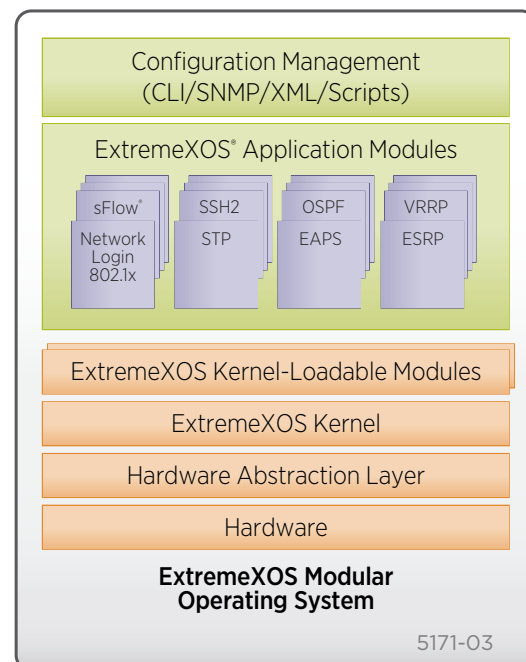 Configuration Management
(CLI/SNMP/XML/Scripts)
ExtremeXOS® Application Modules
sFlow®
SSH2
OSPF
VRRP
Network
Login
802.1x
STP
EAPS
ESRP
ExtremeXOS Kernel-Loadable Modules
ExtremeXOS Kernel
Hardware Abstraction Layer
Hardware
ExtremeXOS Modular
Operating System
5171-03